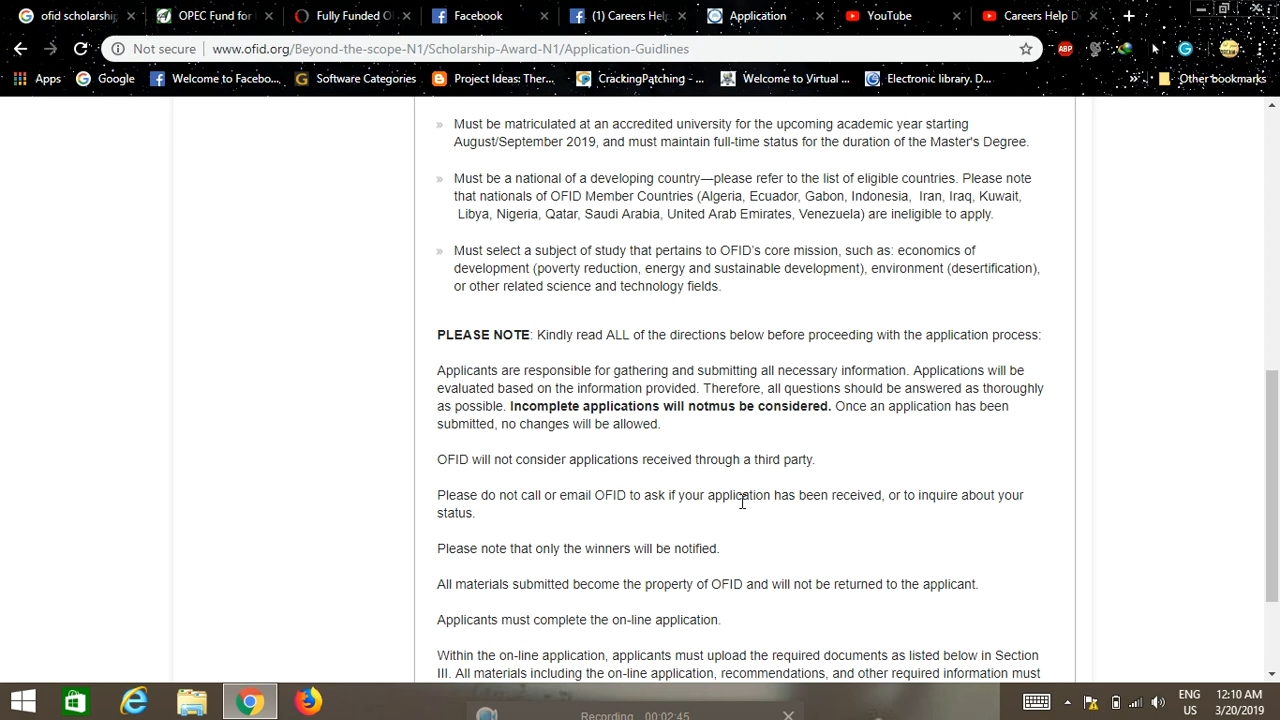 ofid scholarship
OPEC Fund for
Fully Funded O
Facebook
(1) Careers Help
Application
YouTube
Careers Help D
Not secure
www.ofid.org/Beyond-the-scope-N1/Scholarship-Award-N1/Application-Guidlines
ABP
Apps
Google
Welcome to Facebo...
Software Categories
Project Ideas: Ther...
CrackingPatching - ...
Welcome to Virtual ...
Electronic library. D...
Other bookmarks
» Must be matriculated at an accredited university for the upcoming academic year starting
August/September 2019, and must maintain full-time status for the duration of the Master's Degree.
» Must be a national of a developing country—please refer to the list of eligible countries. Please note
that nationals of OFID Member Countries (Algeria, Ecuador, Gabon, Indonesia, Iran, Iraq, Kuwait,
Libya, Nigeria, Qatar, Saudi Arabia, United Arab Emirates, Venezuela) are ineligible to apply.
» Must select a subject of study that pertains to OFID's core mission, such as: economics of
development (poverty reduction, energy and sustainable development), environment (desertification),
or other related science and technology fields.
PLEASE NOTE: Kindly read ALL of the directions below before proceeding with the application process:
Applicants are responsible for gathering and submitting all necessary information. Applications will be
evaluated based on the information provided. Therefore, all questions should be answered as thoroughly
as possible. Incomplete applications will notmus be considered. Once an application has been
submitted, no changes will be allowed.
OFID will not consider applications received through a third party.
Please do not call or email OFID to ask if your application has been received, or to inquire about your
status.
Please note that only the winners will be notified.
All materials submitted become the property of OFID and will not be returned to the applicant.
Applicants must complete the on-line application.
Within the on-line application, applicants must upload the required documents as listed below in Section
III. All materials including the on-line application, recommendations, and other required information must
ENG 12:10 AM
US 3/20/2019
Recording 00:02:45